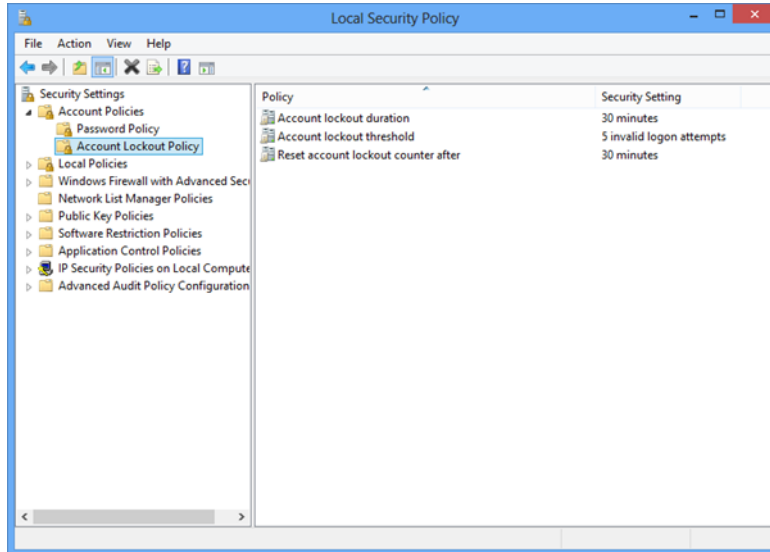 Local Security Policy
File Action View Help
Security Settings
Account Policies
Password Policy
Account Lockout Policy
Local Policies
Windows Firewall with Advanced Secu
Network List Manager Policies
Public Key Policies
Software Restriction Policies
Application Control Policies
IP Security Policies on Local Compute
Advanced Audit Policy Configuration
Policy Security Setting
Account lockout duration 30 minutes
Account lockout threshold 5 invalid logon attempts
Reset account lockout counter after 30 minutes